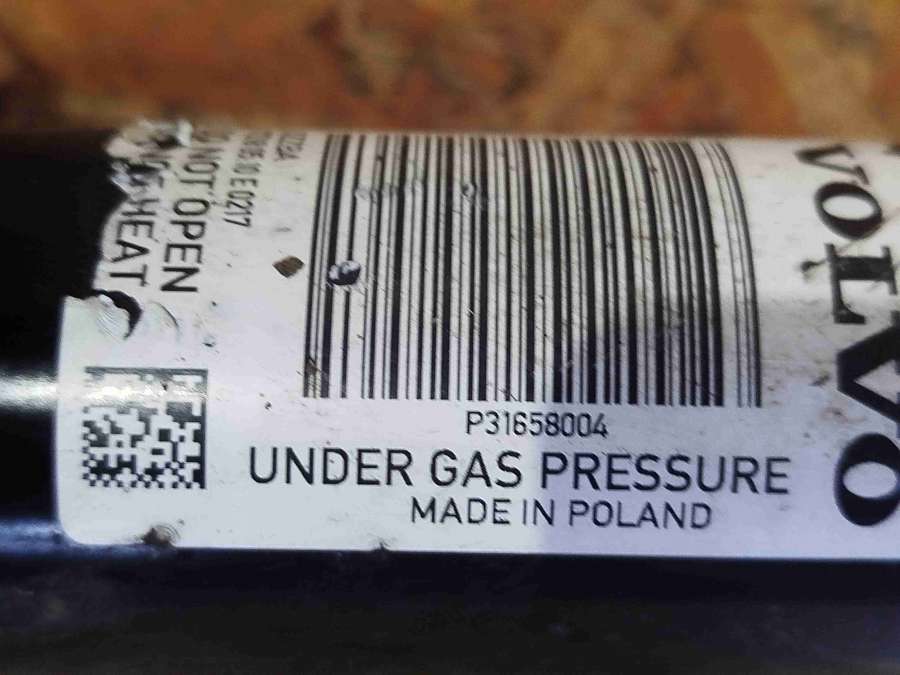 P31658004
UNDER GAS PRESSURE
MADE IN POLAND
VOLVO
NOT OPEN
HEAT